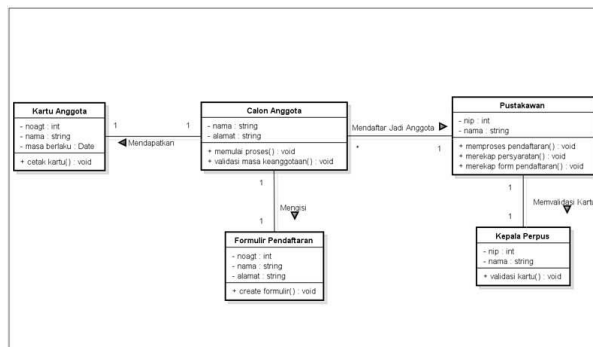 Kartu Anggota
- noagt : int
- nama : string
- masa berlaku : Date
+ cetak kartu() : void
1
1
Mendapatkan
Calon Anggota
- nama : string
- alamat : string
+ memulai proses() : void
+ validasi masa keanggotaan() : void
Mendaftar Jadi Anggota
*
1
Pustakawan
- nip : int
- nama : string
+ memproses pendaftaran() : void
+ merekap persyaratan() : void
+ merekap form pendaftaran() : void
1
Mengisi
1
Formulir Pendaftaran
- noagt : int
- nama : string
- alamat : string
+ create formulir() : void
1
Memvalidasi Kartu
1
Kepala Perpus
- nip : int
- nama : string
+ validasi kartu() : void